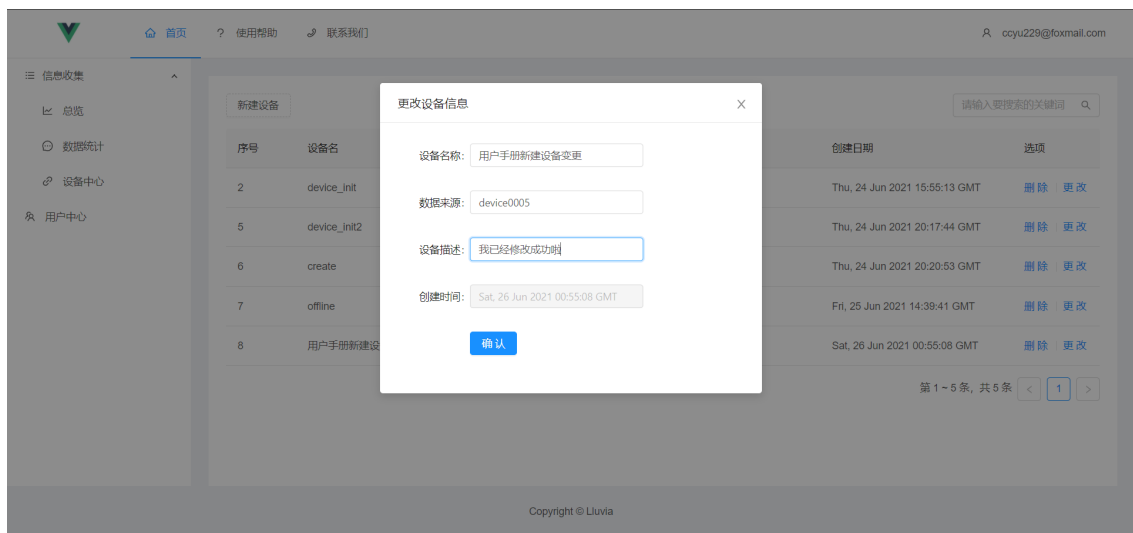 首页 ? 使用帮助 联系我们 ccyu229@foxmail.com
信息收集
总览
数据统计
设备中心
用户中心
新建设备 请输入要搜索的关键词
序号 设备名 创建日期 选项
2 device_init Thu, 24 Jun 2021 15:55:13 GMT 删 除 更 改
5 device_init2 Thu, 24 Jun 2021 20:17:44 GMT 删 除 更 改
6 create Thu, 24 Jun 2021 20:20:53 GMT 删 除 更 改
7 offline Fri, 25 Jun 2021 14:39:41 GMT 删 除 更 改
8 用户手册新建设 Sat, 26 Jun 2021 00:55:08 GMT 删 除 更 改
第 1 ~ 5 条, 共 5 条 < 1 >
更改设备信息 X
设备名称: 用户手册新建设备变更
数据来源: device0005
设备描述: 我已经修改成功啦
创建时间: Sat, 26 Jun 2021 00:55:08 GMT
确 认
Copyright © Lluvia